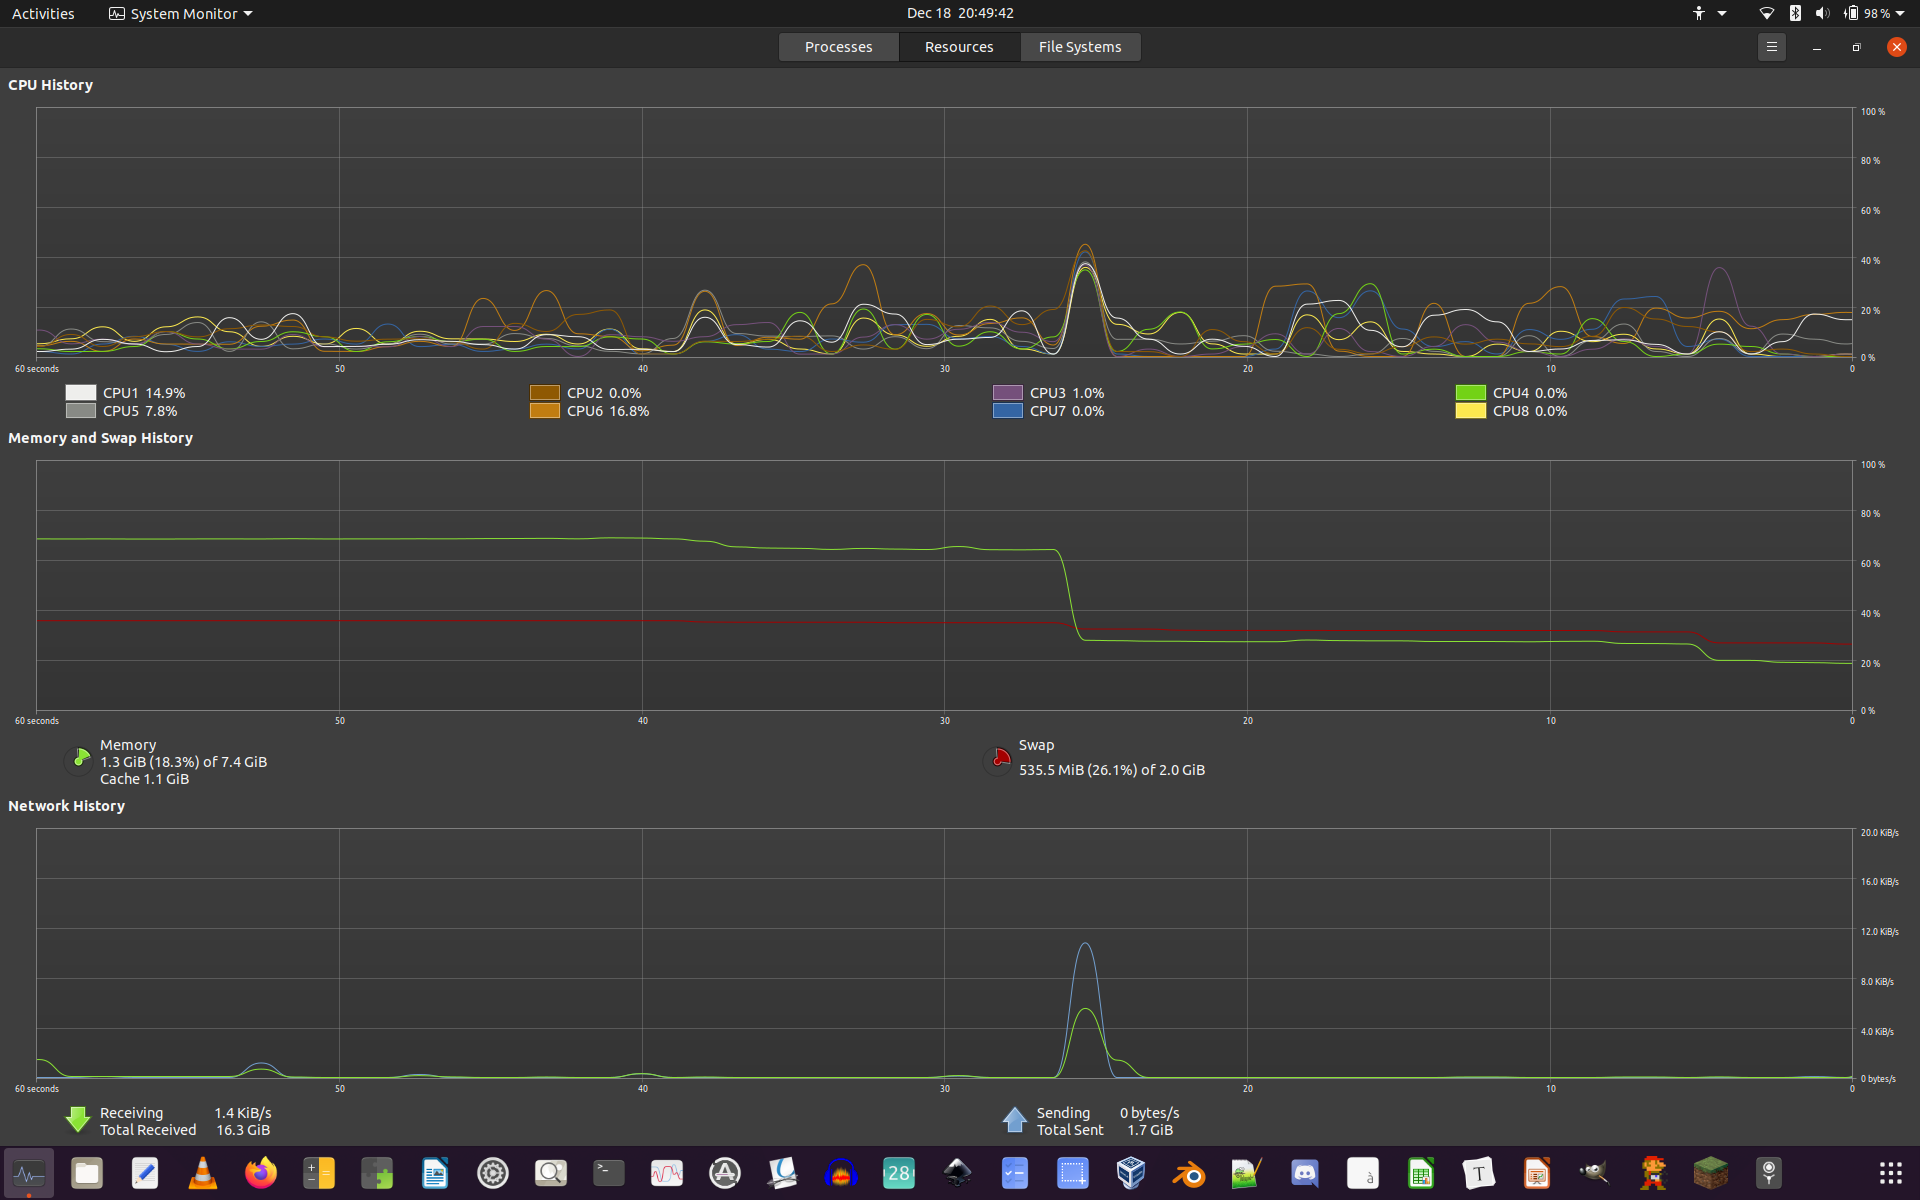 Activities System Monitor Dec 18 20:49:42 98 %
Processes Resources File Systems
CPU History
100 %
80 %
60 %
40 %
20 %
0 %
60 seconds 50 40 30 20 10 0
CPU1 14.9% CPU2 0.0% CPU3 1.0% CPU4 0.0%
CPU5 7.8% CPU6 16.8% CPU7 0.0% CPU8 0.0%
Memory and Swap History
100 %
80 %
60 %
40 %
20 %
0 %
60 seconds 50 40 30 20 10 0
Memory
1.3 GiB (18.3%) of 7.4 GiB
Cache 1.1 GiB
Swap
535.5 MiB (26.1%) of 2.0 GiB
Network History
20.0 KiB/s
16.0 KiB/s
12.0 KiB/s
8.0 KiB/s
4.0 KiB/s
0 bytes/s
60 seconds 50 40 30 20 10 0
Receiving 1.4 KiB/s Sending 0 bytes/s
Total Received 16.3 GiB Total Sent 1.7 GiB
28 à T